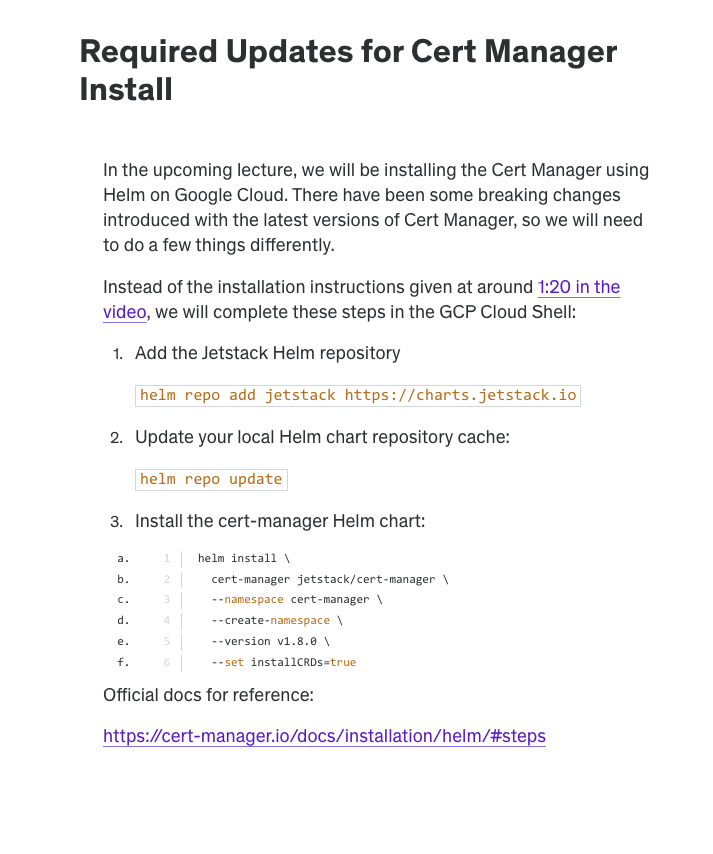 Required Updates for Cert Manager
Install
In the upcoming lecture, we will be installing the Cert Manager using
Helm on Google Cloud. There have been some breaking changes
introduced with the latest versions of Cert Manager, so we will need
to do a few things differently.
Instead of the installation instructions given at around 1:20 in the
video, we will complete these steps in the GCP Cloud Shell:
1. Add the Jetstack Helm repository
helm repo add jetstack https://charts.jetstack.io
2. Update your local Helm chart repository cache:
helm repo update
3. Install the cert-manager Helm chart:
a. 1 helm install \
b. 2 cert-manager jetstack/cert-manager \
c. 3 --namespace cert-manager \
d. 4 --create-namespace \
e. 5 --version v1.8.0 \
f. 6 --set installCRDs=true
Official docs for reference:
https://cert-manager.io/docs/installation/helm/#steps